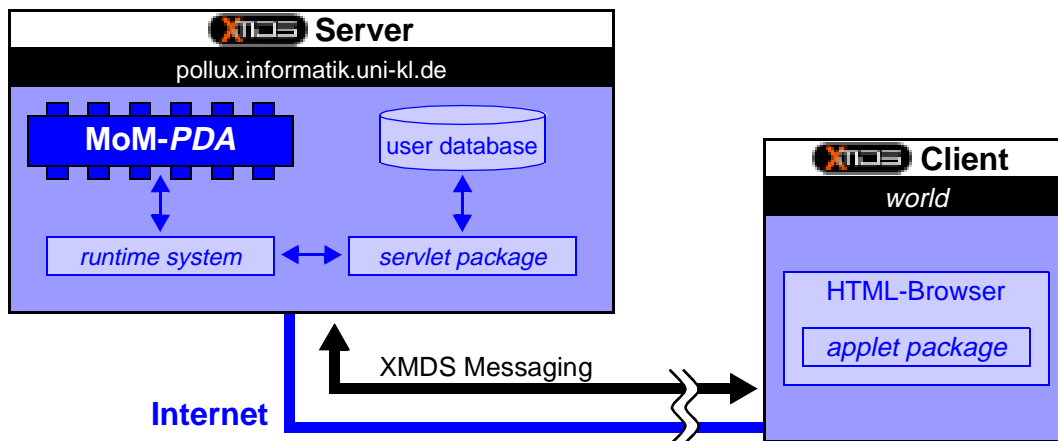 XMDS Server
pollux.informatik.uni-kl.de
MoM-PDA
user database
runtime system
servlet package
XMDS Client
world
HTML-Browser
applet package
XMDS Messaging
Internet